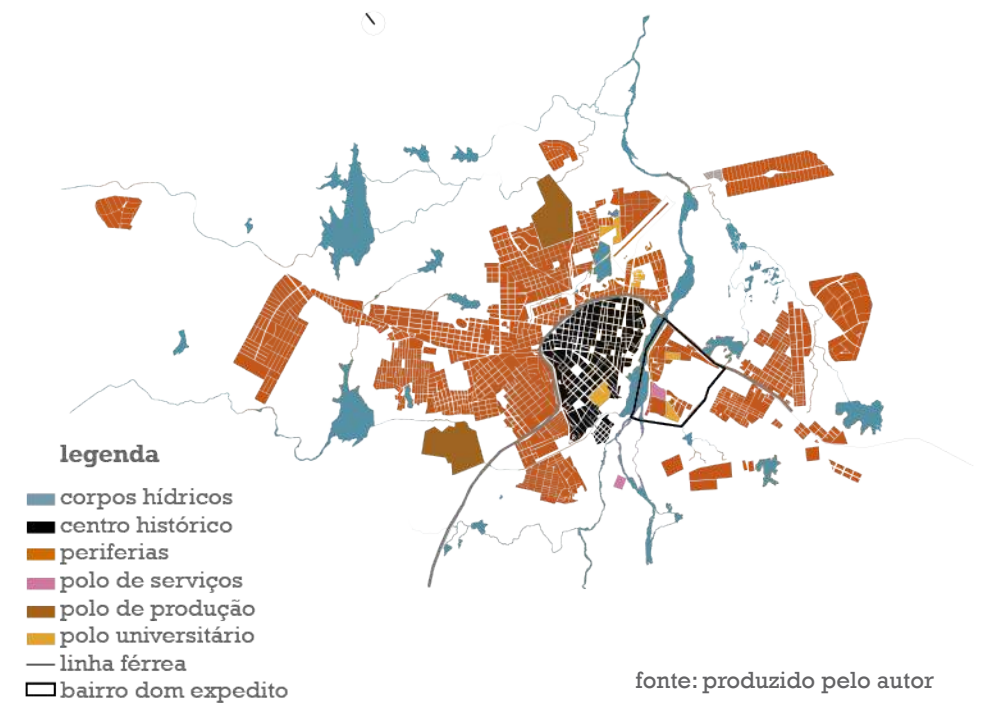 legenda
corpos hídricos
centro histórico
periferias
polo de serviços
polo de produção
polo universitário
linha férrea
bairro dom expedito
fonte: produzido pelo autor